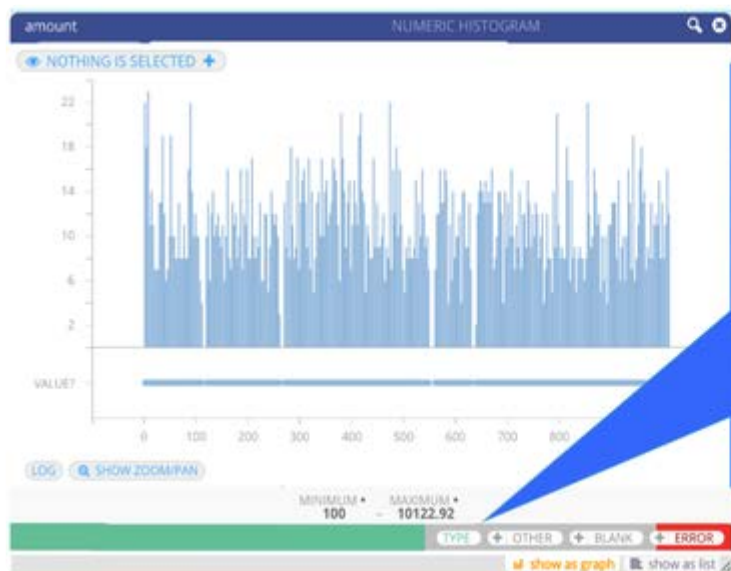 amount NUMERIC HISTOGRAM
NOTHING IS SELECTED +
22
18
14
10
6
2
VALUE?
0 100 200 300 400 500 600 700 800
LOG SHOW ZOOM/PAN
MINIMUM • MAXIMUM •
100 - 10122.92
TYPE + OTHER + BLANK + ERROR
show as graph show as list